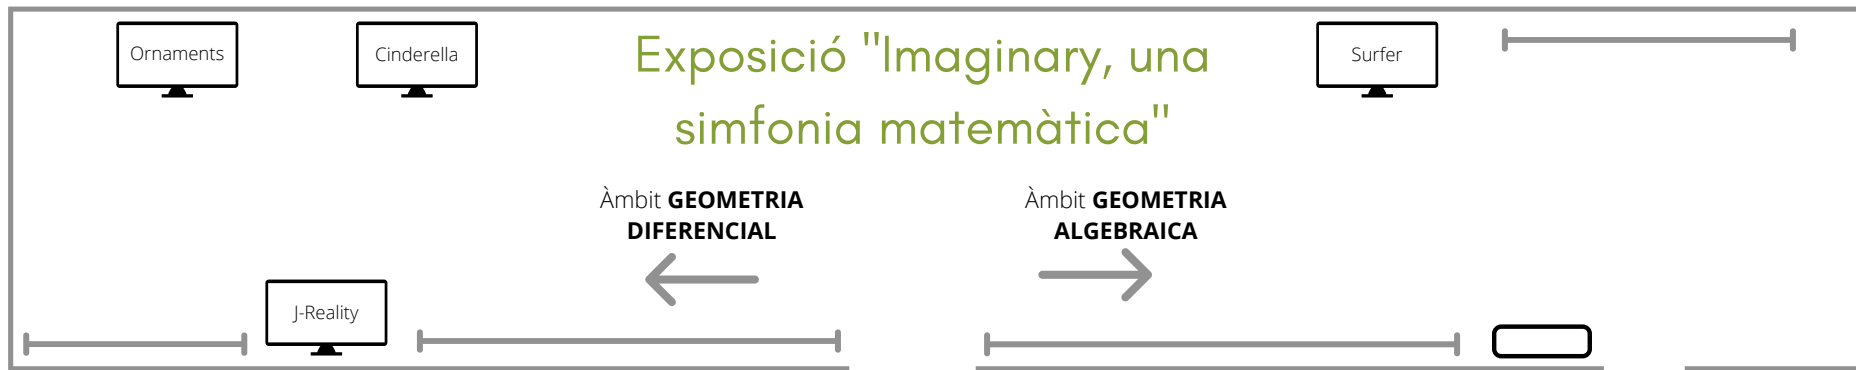 Ornaments
Cinderella
Exposició "Imaginary, una
simfonia matemàtica"
Surfer
Àmbit GEOMETRIA
DIFERENCIAL
Àmbit GEOMETRIA
ALGEBRAICA
J-Reality